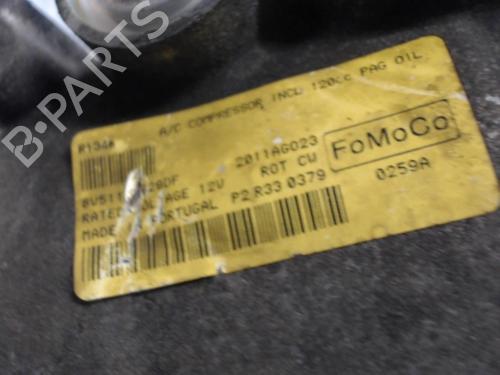 A/C COMPRESSOR INCL 120cc PAG OIL
R134A
2011AG023
ROT CW
RATED VOLTAGE 12V
MADE PORTUGAL P2 R33 0379
FoMoCo
0259A
B-PARTS